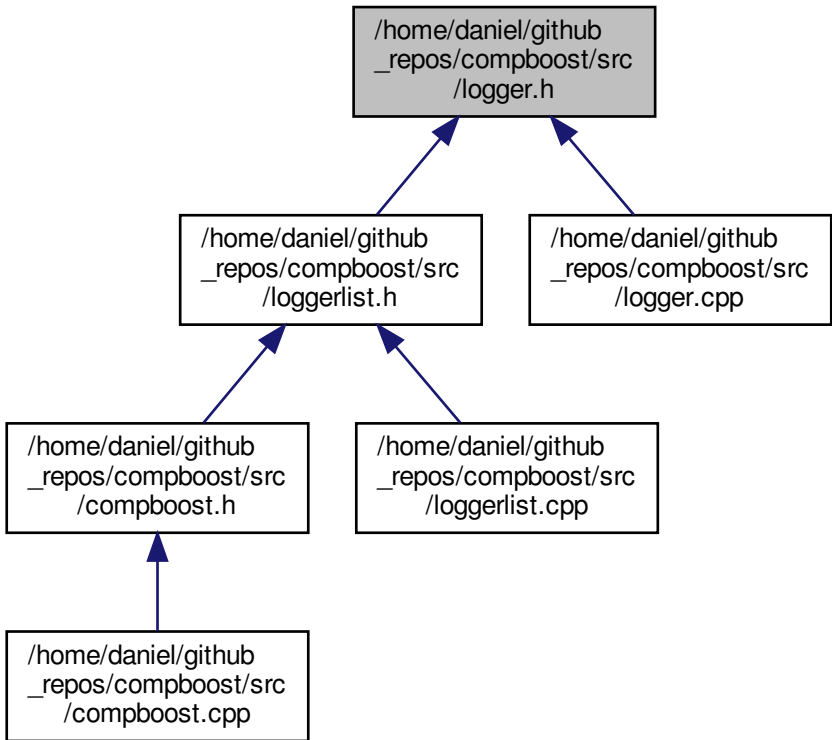 /home/daniel/github
_repos/compboost/src
/logger.h
/home/daniel/github
_repos/compboost/src
/loggerlist.h
/home/daniel/github
_repos/compboost/src
/logger.cpp
/home/daniel/github
_repos/compboost/src
/compboost.h
/home/daniel/github
_repos/compboost/src
/loggerlist.cpp
/home/daniel/github
_repos/compboost/src
/compboost.cpp